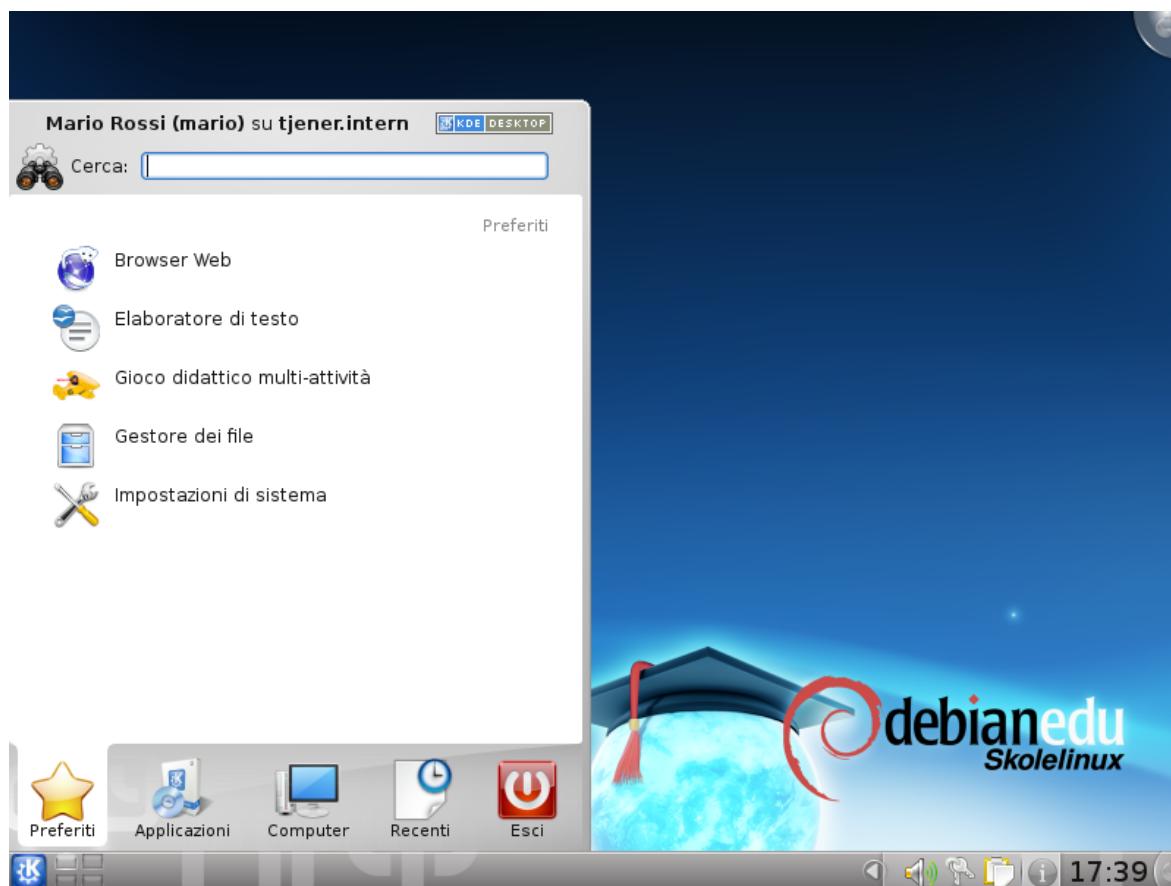 Mario Rossi (mario) su tjener.intern KDE DESKTOP
Cerca:
Preferiti
Browser Web
Elaboratore di testo
Gioco didattico multi-attività
Gestore dei file
Impostazioni di sistema
debianedu
Skolelinux
Preferiti Applicazioni Computer Recenti Esci
17:39